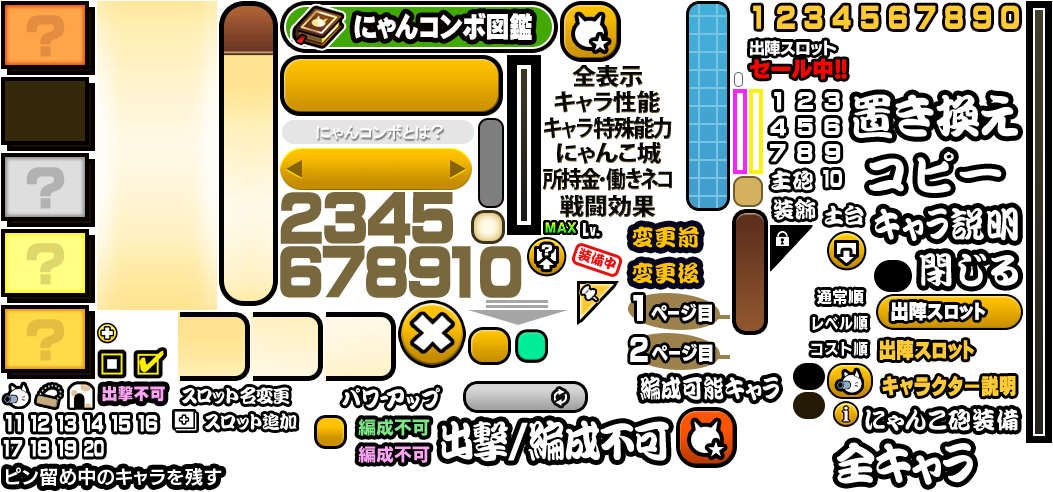 ?
?
?
?
にゃんコンボ図鑑
にゃんコンボとは?
2345
678910
全表示
キャラ性能
キャラ特殊能力
にゃんこ城
所持金・働きネコ
戦闘効果
MAX Lv.
装備中
変更前
変更後
1ページ目
2ページ目
1234567890
出陣スロット
セール中!!
0
1 2 3
4 5 6
7 8 9
主砲 10
装飾
土台
置き換え
コピー
キャラ説明
閉じる
通常順
レベル順
コスト順
出陣スロット
出陣スロット
キャラクター説明
にゃんこ砲装備
全キャラ
編成可能キャラ
出撃不可
スロット名変更
スロット追加
11 12 13 14 15 16
17 18 19 20
ピン留め中のキャラを残す
パワーアップ
編成不可
編成不可
出撃/編成不可